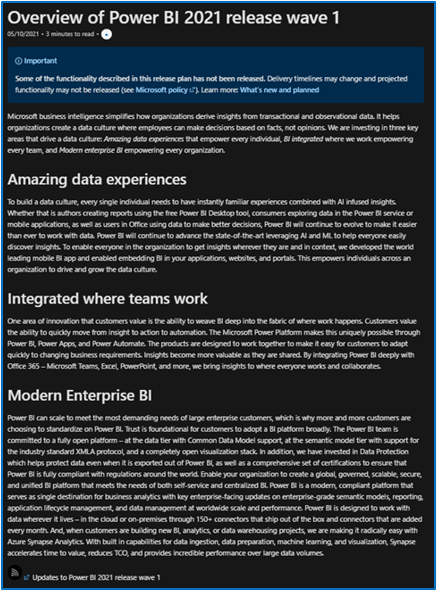 Overview of Power BI 2021 release wave 1
05/10/2021 • 3 minutes to read •
Important
Some of the functionality described in this release plan has not been released. Delivery timelines may change and projected
functionality may not be released (see Microsoft policy). Learn more: What's new and planned
Microsoft business intelligence simplifies how organizations derive insights from transactional and observational data. It helps
organizations create a data culture where employees can make decisions based on facts, not opinions. We are investing in three key
areas that drive a data culture: Amazing data experiences that empower every individual, BI integrated where we work empowering
every team, and Modern enterprise BI empowering every organization.
Amazing data experiences
To build a data culture, every single individual needs to have instantly familiar experiences combined with AI infused insights.
Whether that is authors creating reports using the free Power BI Desktop tool, consumers exploring data in the Power BI service or
mobile applications, as well as users in Office using data to make better decisions, Power BI will continue to evolve to make it easier
than ever to work with data. Power BI will continue to advance the state-of-the-art leveraging AI and ML to help everyone easily
discover insights. To enable everyone in the organization to get insights wherever they are and in context, we developed the world
leading mobile BI app and enabled embedding BI in your applications, websites, and portals. This empowers individuals across an
organization to drive and grow the data culture.
Integrated where teams work
One area of innovation that customers value is the ability to weave BI deep into the fabric of where work happens. Customers value
the ability to quickly move from insight to action to automation. The Microsoft Power Platform makes this uniquely possible through
Power BI, Power Apps, and Power Automate. The products are designed to work together to make it easy for customers to adapt
quickly to changing business requirements. Insights become more valuable as they are shared. By integrating Power BI deeply with
Office 365 – Microsoft Teams, Excel, PowerPoint, and more, we bring insights to where everyone works and collaborates.
Modern Enterprise BI
Power BI can scale to meet the most demanding needs of large enterprise customers, which is why more and more customers are
choosing to standardize on Power BI. Trust is foundational for customers to adopt a BI platform broadly. The Power BI team is
committed to a fully open platform – at the data tier with Common Data Model support, at the semantic model tier with support for
the industry standard XMLA protocol, and a completely open visualization stack. In addition, we have invested in Data Protection
which helps protect data even when it is exported out of Power BI, as well as a comprehensive set of certifications to ensure that
Power BI is fully compliant with regulations around the world. Enable your organization to create a global, governed, scalable, secure,
and unified BI platform that meets the needs of both self-service and centralized BI. Power BI is a modern, compliant platform that
serves as single destination for business analytics with key enterprise-facing updates on enterprise-grade semantic models, reporting,
application lifecycle management, and data management at worldwide scale and performance. Power BI is designed to work with
data wherever it lives – in the cloud or on-premises through 150+ connectors that ship out of the box and connectors that are added
every month. And, when customers are building new BI, analytics, or data warehousing projects, we are making it radically easy with
Azure Synapse Analytics. With built in capabilities for data ingestion, data preparation, machine learning, and visualization, Synapse
accelerates time to value, reduces TCO, and provides incredible performance over large data volumes.
Updates to Power BI 2021 release wave 1